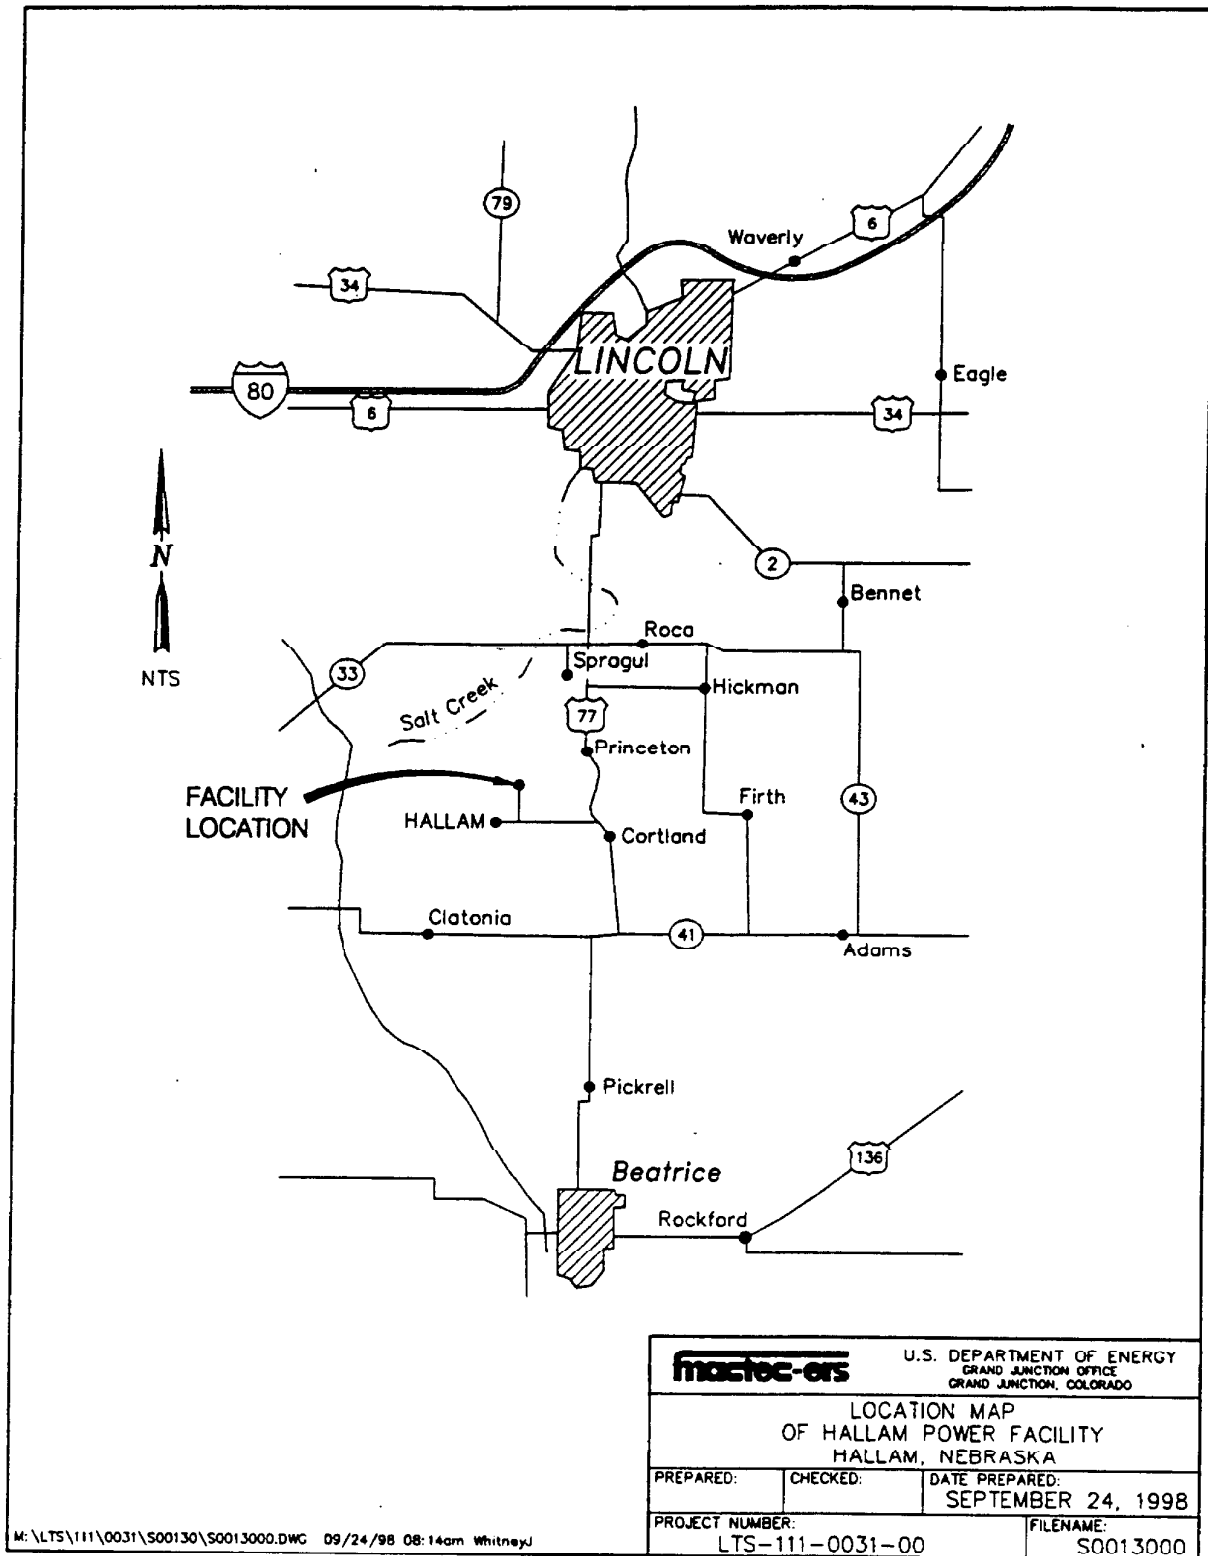 79
6
Waverly
34
LINCOLN
80
6
Eagle
34
N
2
Bennet
NTS
33
Roca
Spragul
Salt Creek
Hickman
77
Princeton
FACILITY
LOCATION
43
Firth
HALLAM
Cortland
Clatonia
41
Adams
Pickrell
136
Beatrice
Rockford
mactec-ers
U.S. DEPARTMENT OF ENERGY
GRAND JUNCTION OFFICE
GRAND JUNCTION, COLORADO
LOCATION MAP
OF HALLAM POWER FACILITY
HALLAM, NEBRASKA
PREPARED:
CHECKED:
DATE PREPARED:
SEPTEMBER 24, 1998
PROJECT NUMBER:
LTS-111-0031-00
FILENAME:
S0013000
M:\LTS\111\0031\S00130\S0013000.DWG 09/24/98 08:14am WhitneyJ